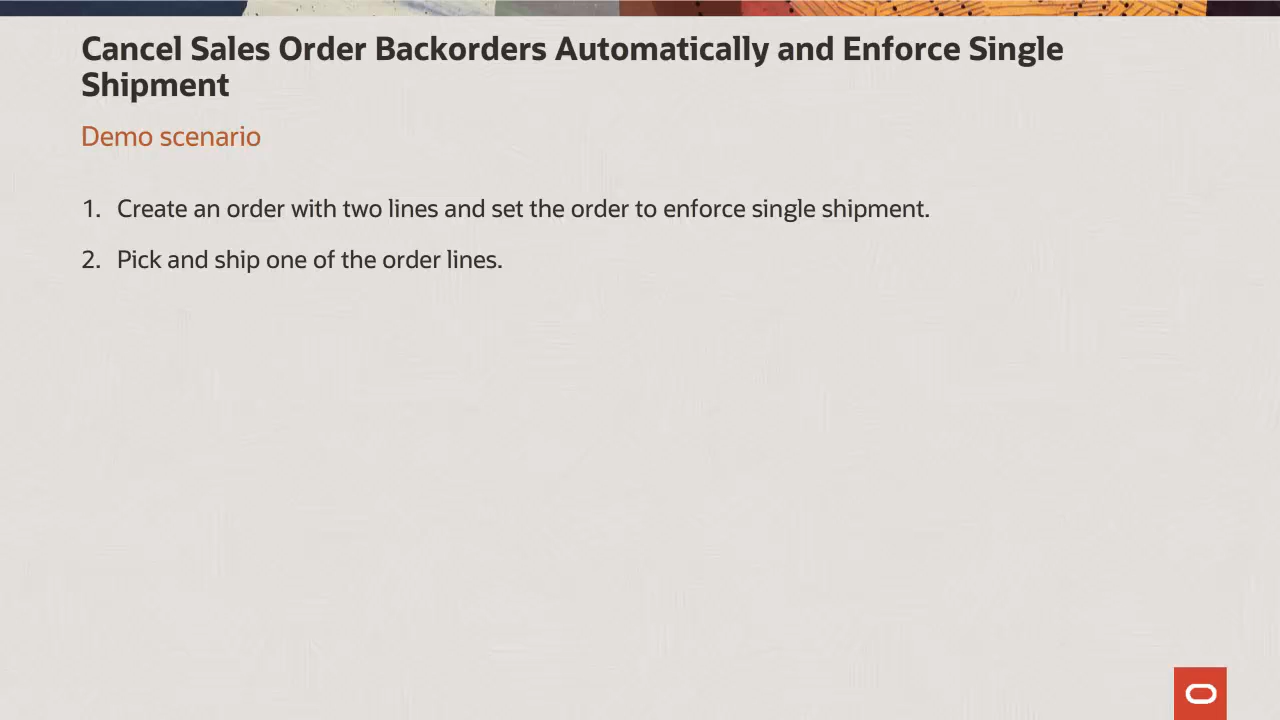 Cancel Sales Order Backorders Automatically and Enforce Single
Shipment
Demo scenario
1. Create an order with two lines and set the order to enforce single shipment.
2. Pick and ship one of the order lines.